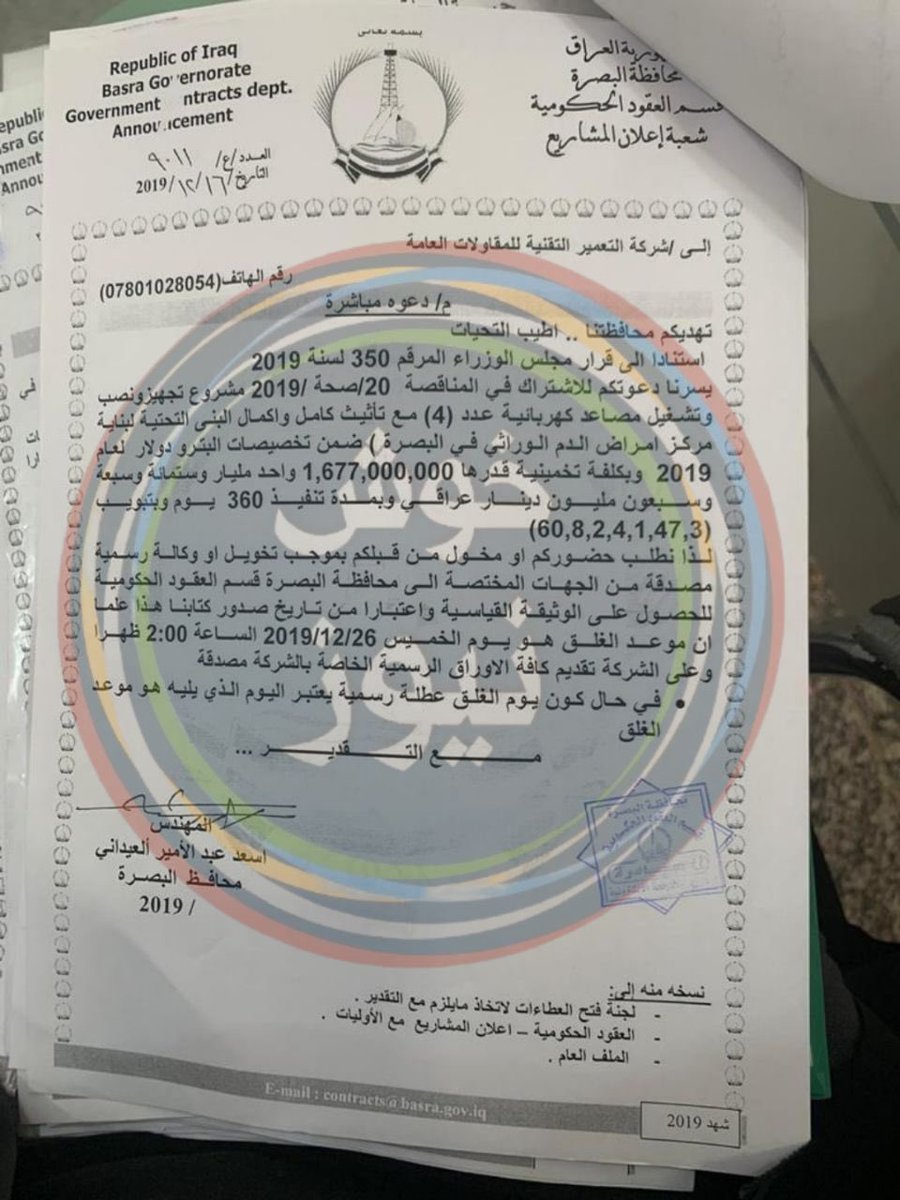 بسمه تعالى
Republic of Iraq
Basra Governorate
Government ntracts dept.
Announcement
العدد/ع/ ٩٠١١
التاريخ ١٦/ ١٢/ 2019
ورية العراق
حافظة البصرة
قسم العقود الحكومية
شعبة إعلان المشاريع
إلى /شركة التعمير التقنية للمقاولات العامة
رقم الهاتف(07801028054)
م/ دعوه مباشرة
تهديكم محافظتنا .. اطيب التحيات
استنادا الى قرار مجلس الوزراء المرقم 350 لسنة 2019
يسرنا دعوتكم للاشتراك في المناقصة 20/صحة /2019 مشروع تجهيزونصب
وتشغيل مصاعد كهربائية عدد (4) مع تأثيث كامل واكمال البنى التحتية لبناية
مركز امراض الدم الوراثي في البصرة ) ضمن تخصيصات البترو دولار لعام
2019 وبكلفة تخمينية قدرها 1,677,000,000 واحد مليار وستمائة وسبعة
وسبعون مليون دينار عراقي وبمدة تنفيذ 360 يوم وبتبويب
(60,8,2,4,1,47,3)
لذا نطلب حضوركم او مخول من قبلكم بموجب تخويل او وكالة رسمية
مصدقة من الجهات المختصة الى محافظة البصرة قسم العقود الحكومية
للحصول على الوثيقة القياسية واعتبارا من تاريخ صدور كتابنا هذا علما
ان موعد الغلق هو يوم الخميس 2019/12/26 الساعة 2:00 ظهرا
وعلى الشركة تقديم كافة الاوراق الرسمية الخاصة بالشركة مصدقة
• في حال كون يوم الغلق عطلة رسمية يعتبر اليوم الذي يليه هو موعد
الغلق
مع التقدير ...
خوش
نيوز
المهندس
اسعد عبد الأمير العيداني
محافظ البصرة
/ 2019
محافظة البصرة
نسخه منه إلى:
- لجنة فتح العطاءات لاتخاذ مايلزم مع التقدير .
- العقود الحكومية – اعلان المشاريع مع الأوليات .
- الملف العام .
E-mail : contracts@basra.gov.iq
شهد 2019